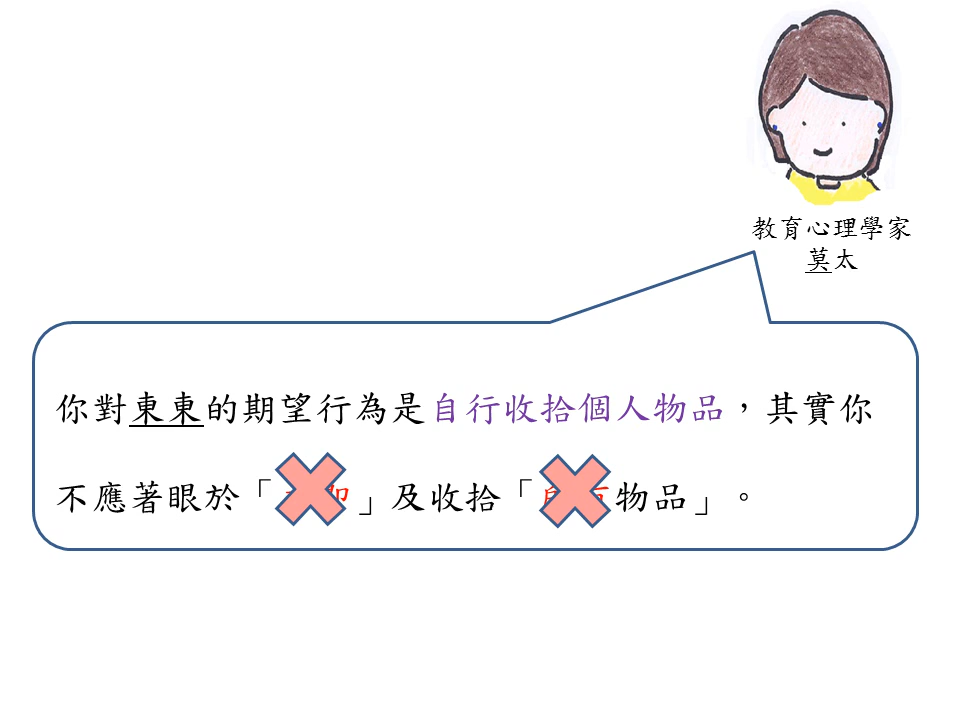 教育心理學家
莫太
你對東東的期望行為是自行收拾個人物品，其實你
不應著眼於「」及收拾「物品」。